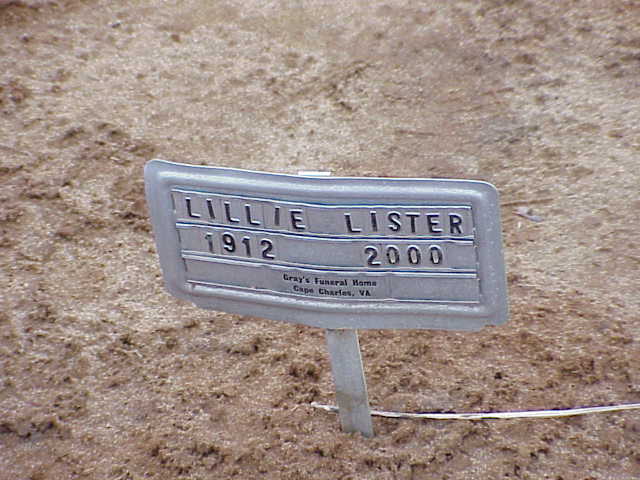 LILLIE LISTER
1912 2000
Gray's Funeral Home
Cape Charles, VA